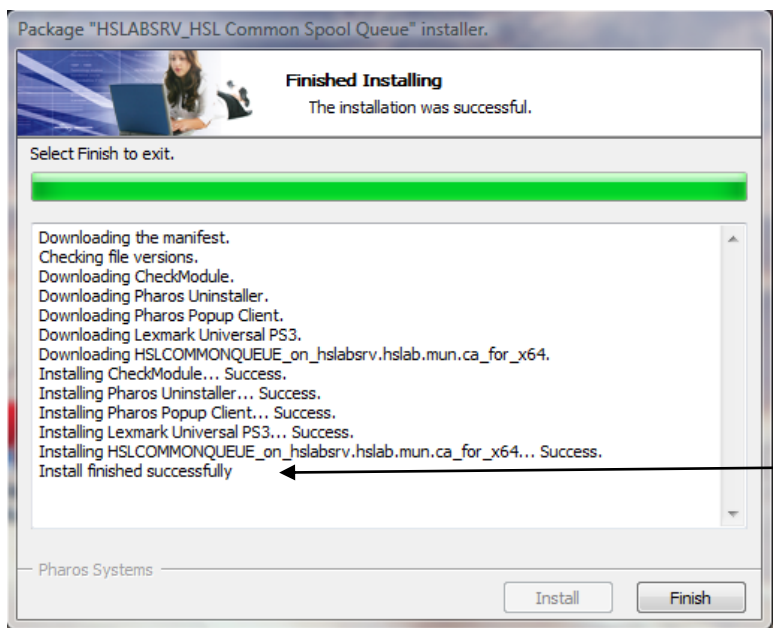 Package "HSLABSRV_HSL Common Spool Queue" installer.
Finished Installing
The installation was successful.
Select Finish to exit.
Downloading the manifest.
Checking file versions.
Downloading CheckModule.
Downloading Pharos Uninstaller.
Downloading Pharos Popup Client.
Downloading Lexmark Universal PS3.
Downloading HSLCOMMONQUEUE_on_hslabsrv.hslab.mun.ca_for_x64.
Installing CheckModule... Success.
Installing Pharos Uninstaller... Success.
Installing Pharos Popup Client... Success.
Installing Lexmark Universal PS3... Success.
Installing HSLCOMMONQUEUE_on_hslabsrv.hslab.mun.ca_for_x64... Success.
Install finished successfully
Pharos Systems
Install
Finish